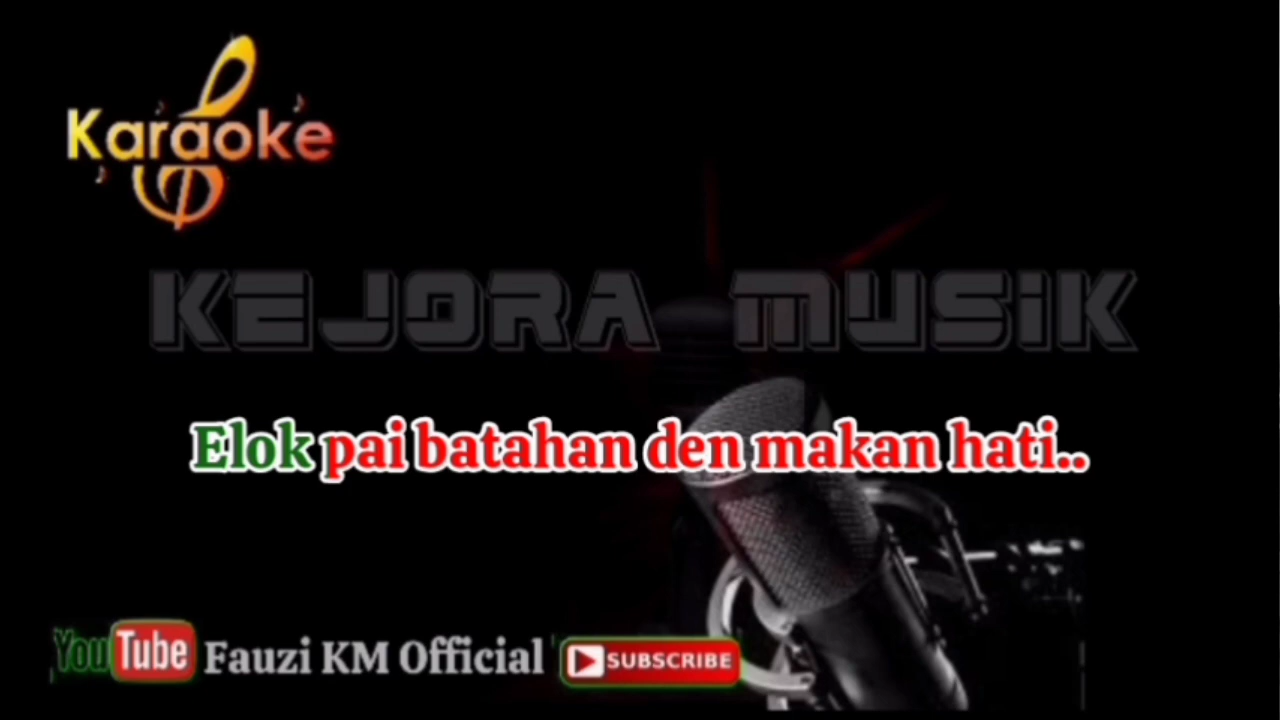 Karaoke
KEJORA MUSIK
Elok pai batahan den makan hati..
YouTube Fauzi KM Official SUBSCRIBE